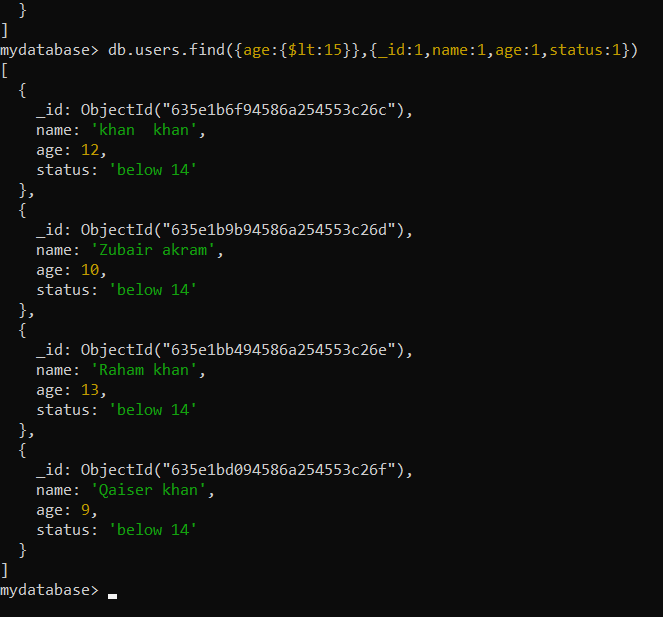 }
]
mydatabase> db.users.find({age:{$lt:15}},{_id:1,name:1,age:1,status:1})
[
  {
    _id: ObjectId("635e1b6f94586a254553c26c"),
    name: 'khan  khan',
    age: 12,
    status: 'below 14'
  },
  {
    _id: ObjectId("635e1b9b94586a254553c26d"),
    name: 'Zubair akram',
    age: 10,
    status: 'below 14'
  },
  {
    _id: ObjectId("635e1bb494586a254553c26e"),
    name: 'Raham khan',
    age: 13,
    status: 'below 14'
  },
  {
    _id: ObjectId("635e1bd094586a254553c26f"),
    name: 'Qaiser khan',
    age: 9,
    status: 'below 14'
  }
]
mydatabase>